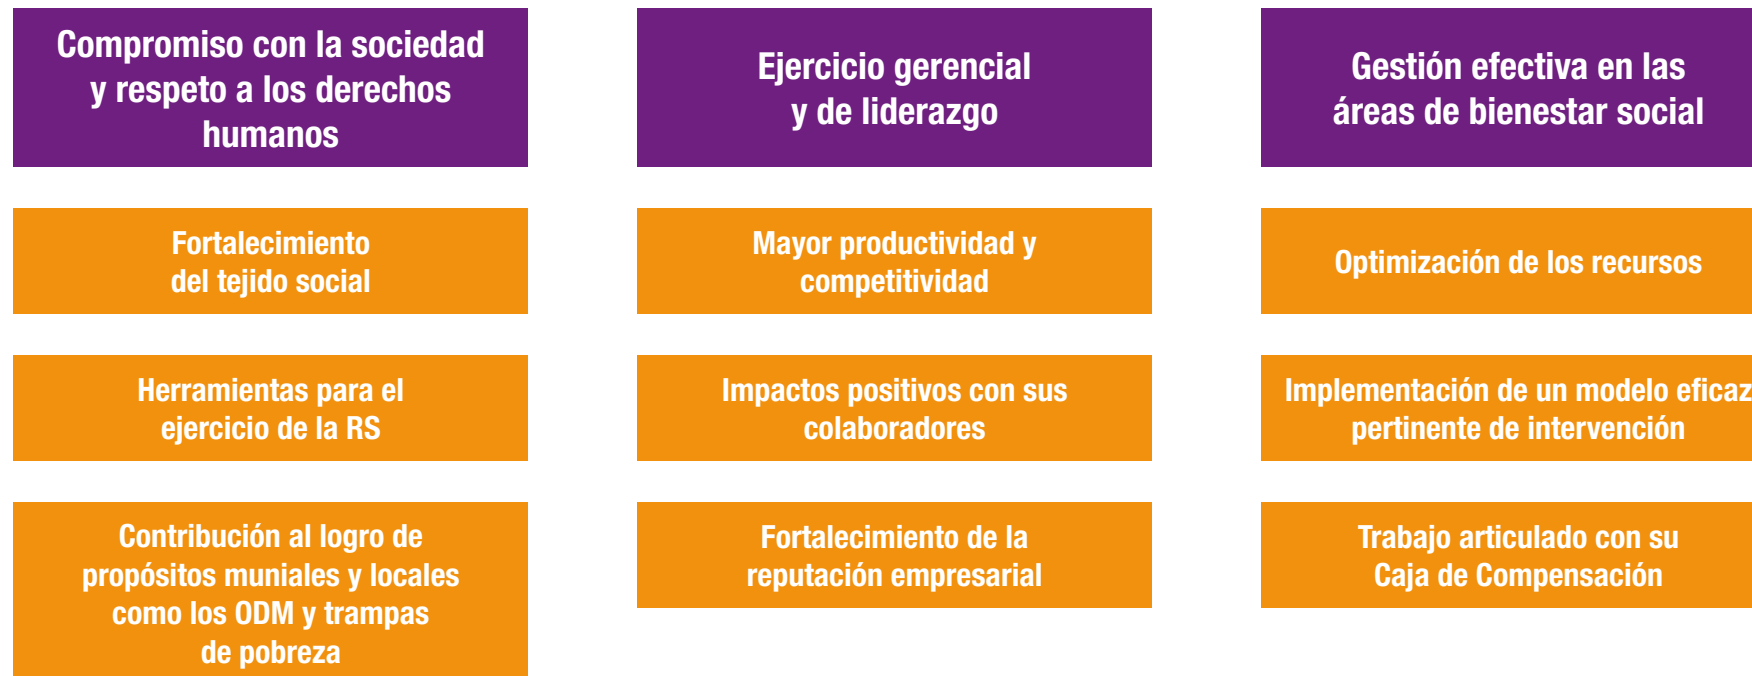 Compromiso con la sociedad
y respeto a los derechos
humanos
Fortalecimiento
del tejido social
Herramientas para el
ejercicio de la RS
Contribución al logro de
propósitos muniales y locales
como los ODM y trampas
de pobreza
Ejercicio gerencial
y de liderazgo
Mayor productividad y
competitividad
Impactos positivos con sus
colaboradores
Fortalecimiento de la
reputación empresarial
Gestión efectiva en las
áreas de bienestar social
Optimización de los recursos
Implementación de un modelo eficaz
pertinente de intervención
Trabajo articulado con su
Caja de Compensación